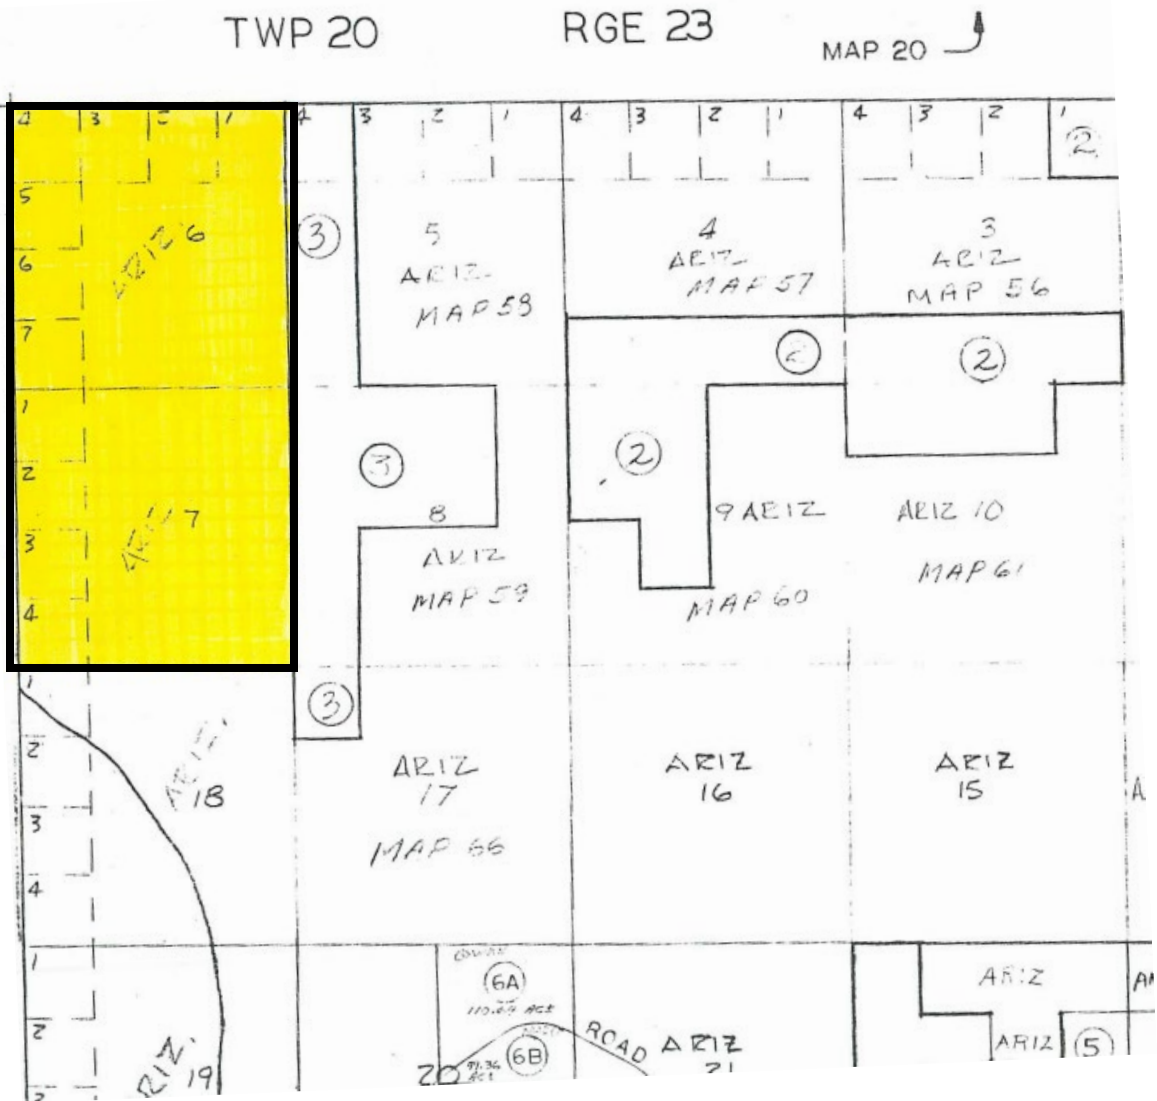 TWP 20 RGE 23
MAP 20
4 3 2 1 4 3 2 1 4 3 2 1 4 3 2 1
2
5
ARIZ. 6
3
5
ARIZ
MAP 58
4
ARIZ
MAP 57
3
ARIZ
MAP 56
6
7
2
2
1
2
3
2
7
3
8
ARIZ
MAP 59
9 ARIZ
MAP 60
ARIZ 10
MAP 61
4
1
3
2
ARIZ.
18
ARIZ
17
MAP 66
ARIZ
16
ARIZ
15
A
3
4
1
6A
ARIZ
2
ROAD
ARIZ
21
ARIZ
5
6B
20
ARIZ.
19